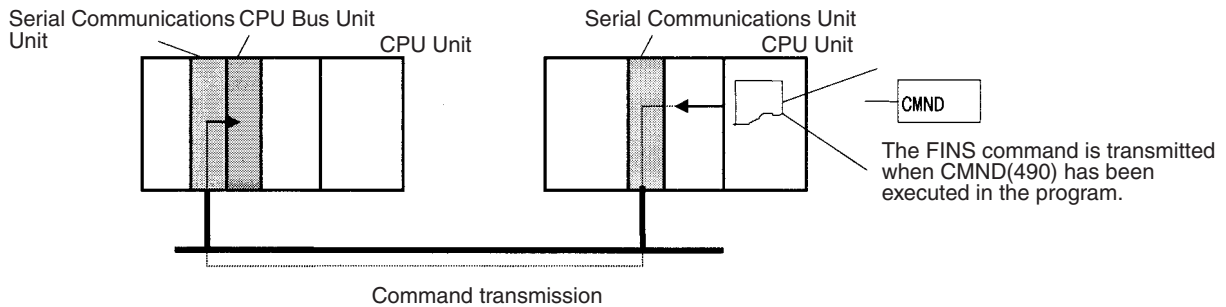 Serial Communications Unit
CPU Bus Unit
CPU Unit
Serial Communications Unit
CPU Unit
CMND
The FINS command is transmitted
when CMND(490) has been
executed in the program.
Command transmission